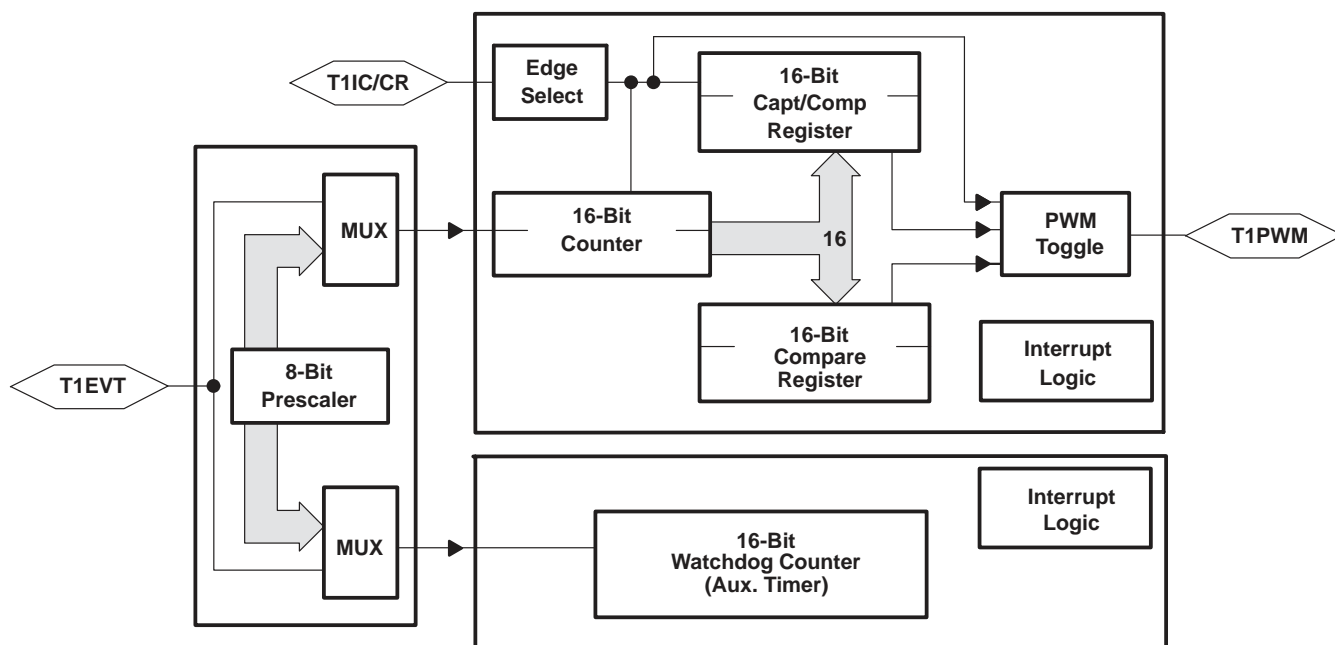 T1IC/CR
Edge
Select
16-Bit
Capt/Comp
Register
MUX
16-Bit
Counter
16
PWM
Toggle
T1PWM
8-Bit
Prescaler
T1EVT
16-Bit
Compare
Register
Interrupt
Logic
MUX
16-Bit
Watchdog Counter
(Aux. Timer)
Interrupt
Logic